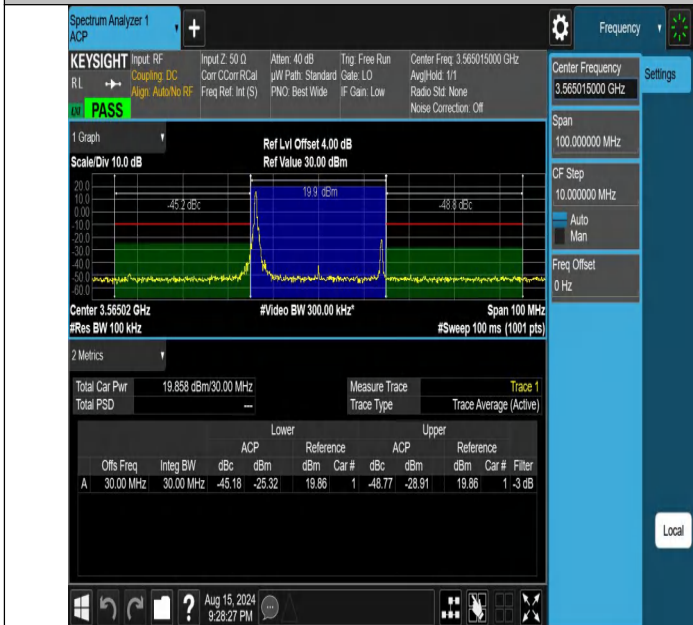 Spectrum Analyzer 1
ACP
Frequency
KEYSIGHT
Input: RF
Coupling: DC
Align: Auto/No RF
Input Z: 50 Ω
Corr CCorr RCal
Freq Ref: Int (S)
Atten: 40 dB
µW Path: Standard
PNO: Best Wide
Trig: Free Run
Gate: LO
IF Gain: Low
Center Freq: 3.565015000 GHz
Avg|Hold: 1/1
Radio Std: None
Noise Correction: Off
RL
LXI PASS
Center Frequency
3.565015000 GHz
Settings
Span
100.000000 MHz
CF Step
10.000000 MHz
Auto
Man
Freq Offset
0 Hz
1 Graph
Scale/Div 10.0 dB
Ref Lvl Offset 4.00 dB
Ref Value 30.00 dBm
20.0
10.0
0.00
-10.0
-20.0
-30.0
-40.0
-50.0
-60.0
-45.2 dBc
19.9 dBm
-48.8 dBc
Center 3.56502 GHz #Video BW 300.00 kHz* Span 100 MHz
#Res BW 100 kHz #Sweep 100 ms (1001 pts)
2 Metrics
Total Car Pwr 19.858 dBm/30.00 MHz Measure Trace Trace 1
Total PSD --- Trace Type Trace Average (Active)
Lower Upper
ACP Reference ACP Reference
Offs Freq Integ BW dBc dBm dBm Car # dBc dBm dBm Car # Filter
A 30.00 MHz 30.00 MHz -45.18 -25.32 19.86 1 -48.77 -28.91 19.86 1 -3 dB
Local
?
Aug 15, 2024
9:28:27 PM